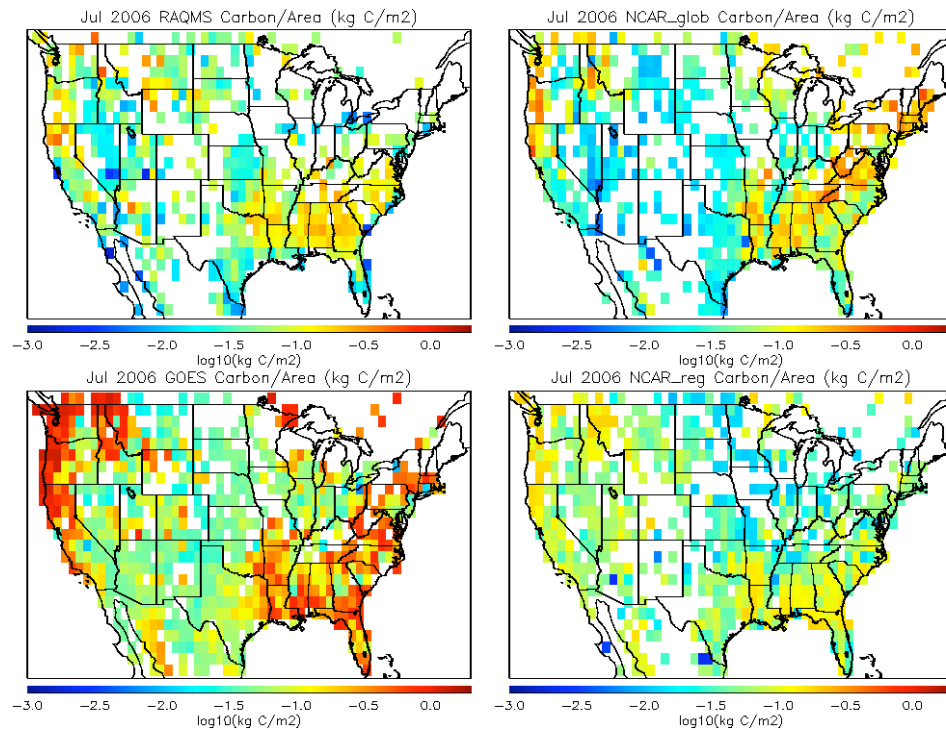 Jul 2006 RAQMS Carbon/Area (kg C/m2)
-3.0 -2.5 -2.0 -1.5 -1.0 -0.5 0.0
log10(kg C/m2)
Jul 2006 NCAR_glob Carbon/Area (kg C/m2)
-3.0 -2.5 -2.0 -1.5 -1.0 -0.5 0.0
log10(kg C/m2)
Jul 2006 GOES Carbon/Area (kg C/m2)
-3.0 -2.5 -2.0 -1.5 -1.0 -0.5 0.0
log10(kg C/m2)
Jul 2006 NCAR_reg Carbon/Area (kg C/m2)
-3.0 -2.5 -2.0 -1.5 -1.0 -0.5 0.0
log10(kg C/m2)